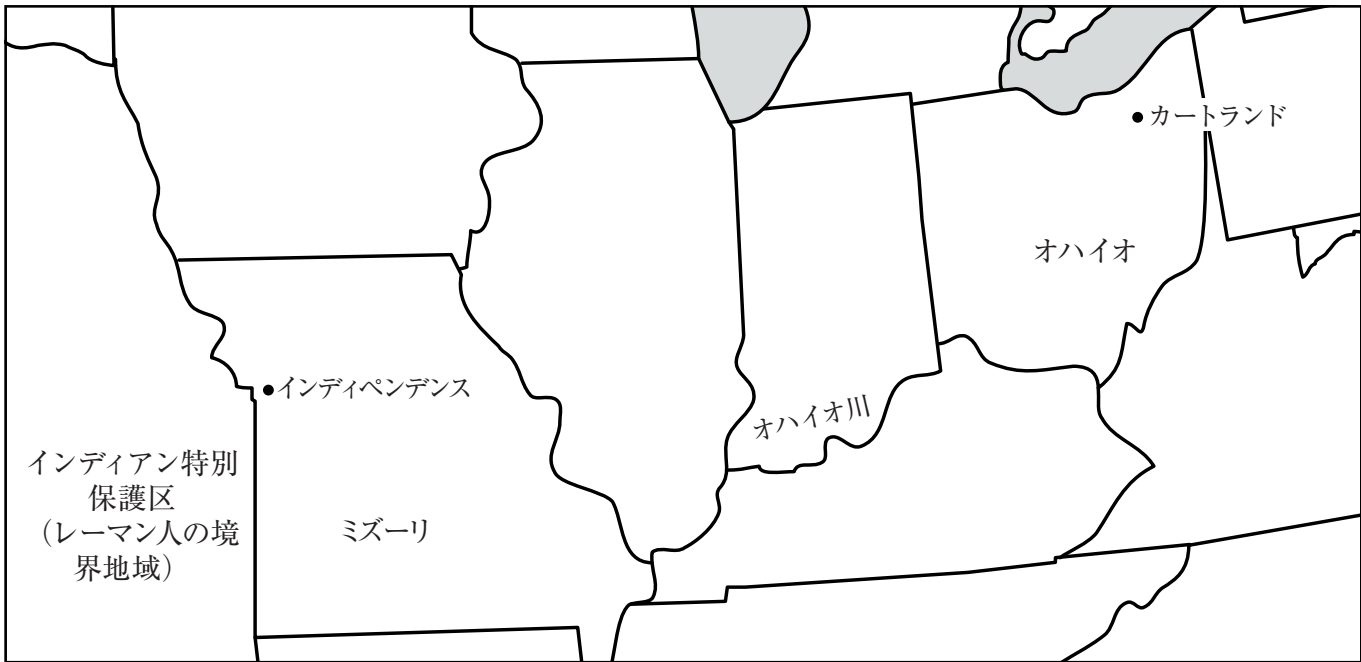 カートランド
オハイオ
インディペンデンス
オハイオ川
インディアン特別
保護区
（レーマン人の境
界地域）
ミズーリ